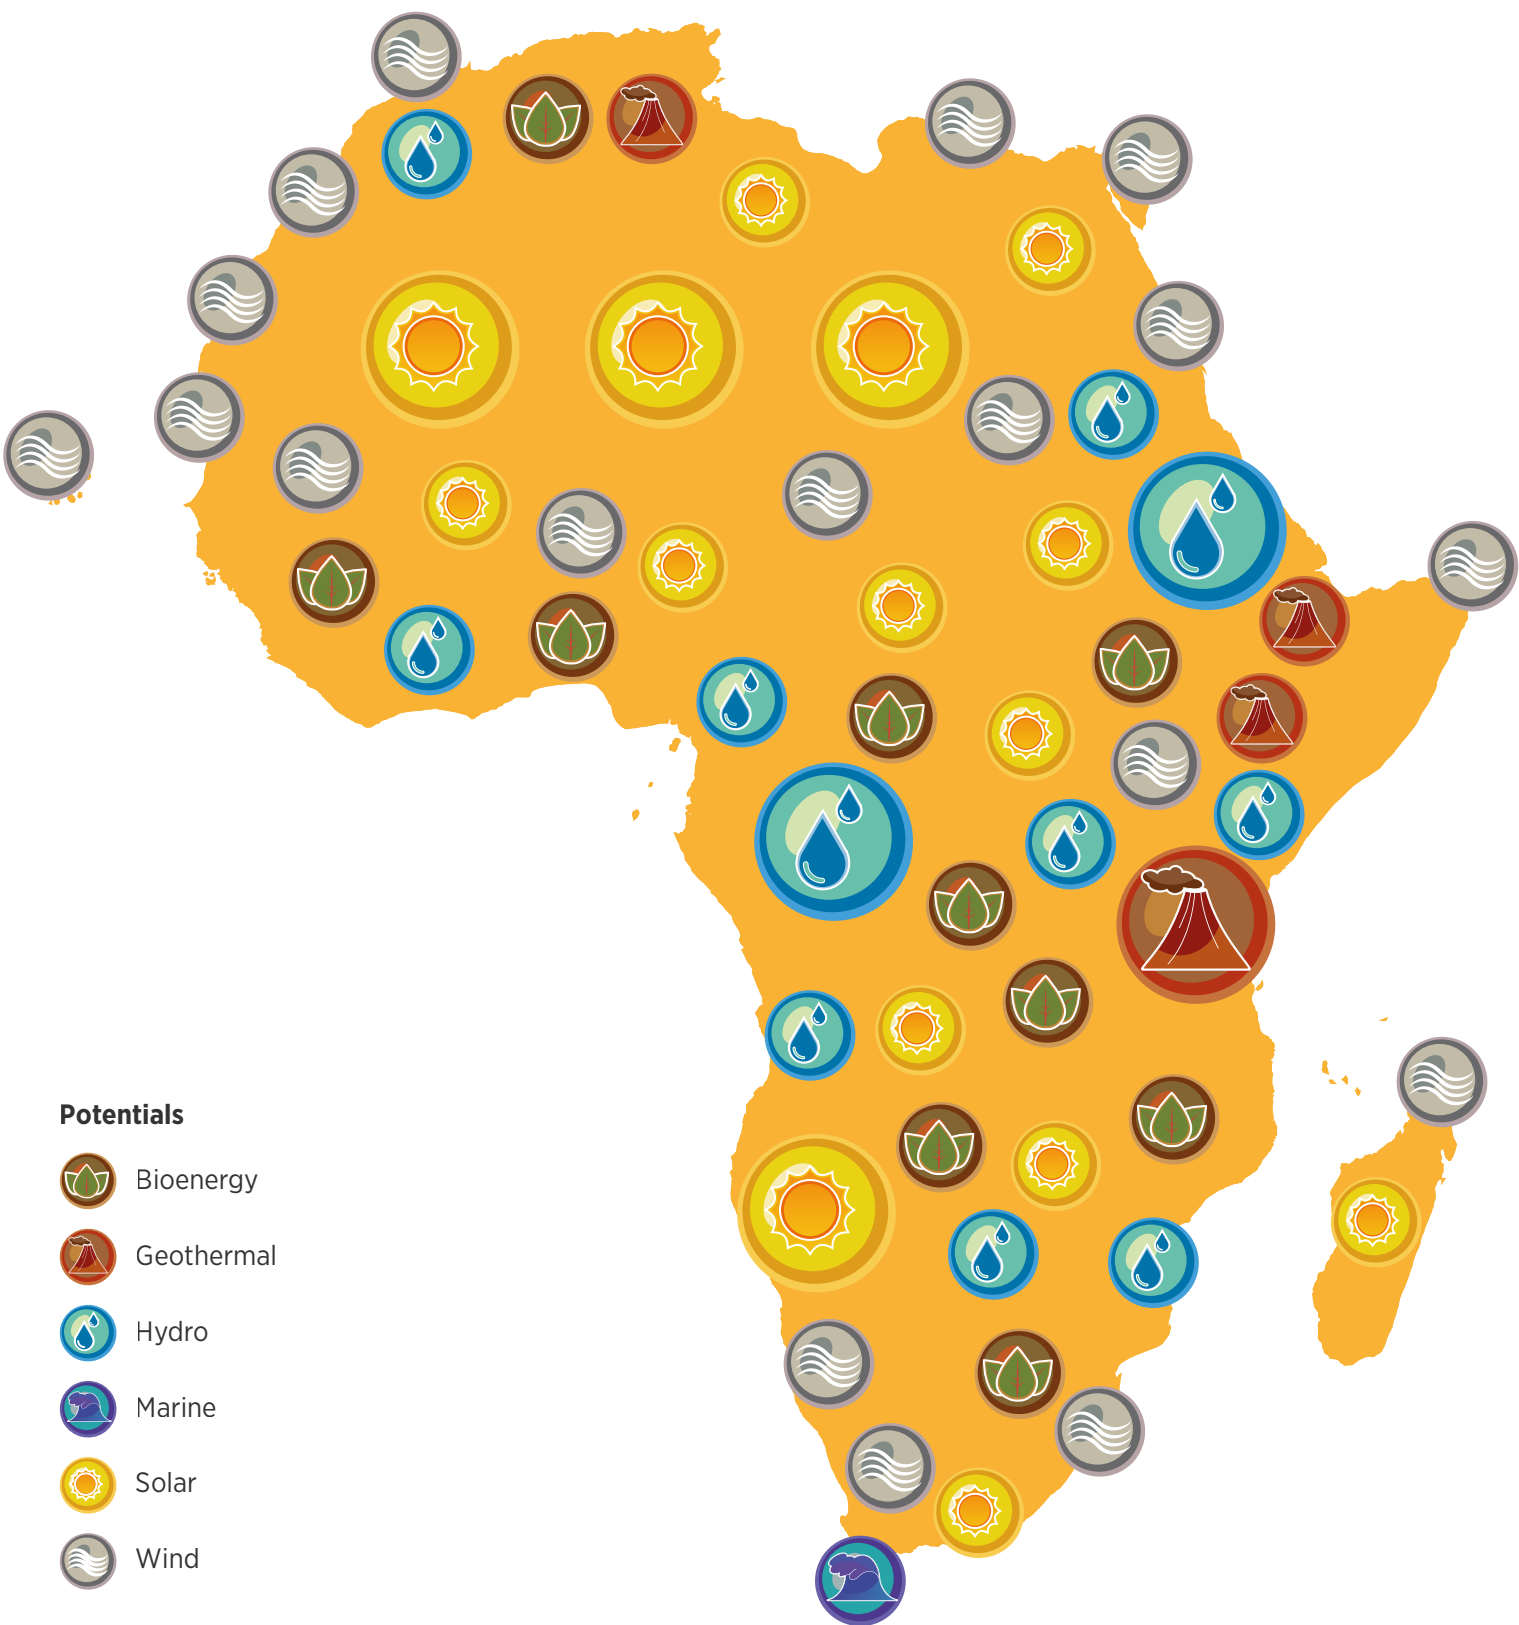 Potentials
Bioenergy
Geothermal
Hydro
Marine
Solar
Wind